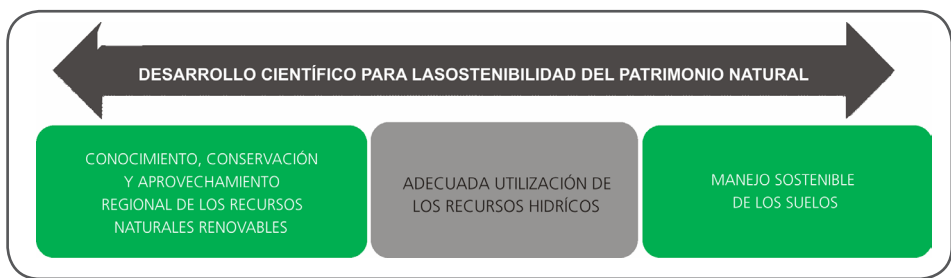 DESARROLLO CIENTÍFICO PARA LASOSTENIBILIDAD DEL PATRIMONIO NATURAL
CONOCIMIENTO, CONSERVACIÓN
Y APROVECHAMIENTO
REGIONAL DE LOS RECURSOS
NATURALES RENOVABLES
ADECUADA UTILIZACIÓN DE
LOS RECURSOS HIDRÍCOS
MANEJO SOSTENIBLE
DE LOS SUELOS